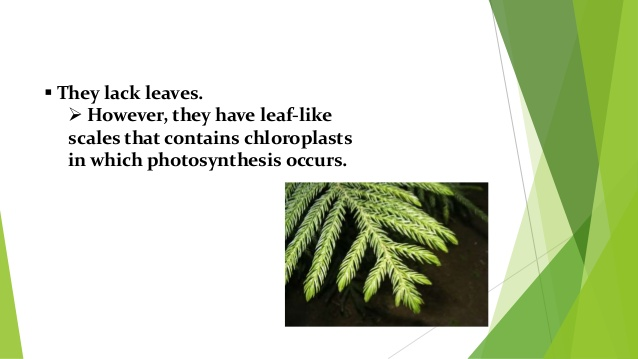 ▪ They lack leaves.
➢ However, they have leaf-like
scales that contains chloroplasts
in which photosynthesis occurs.